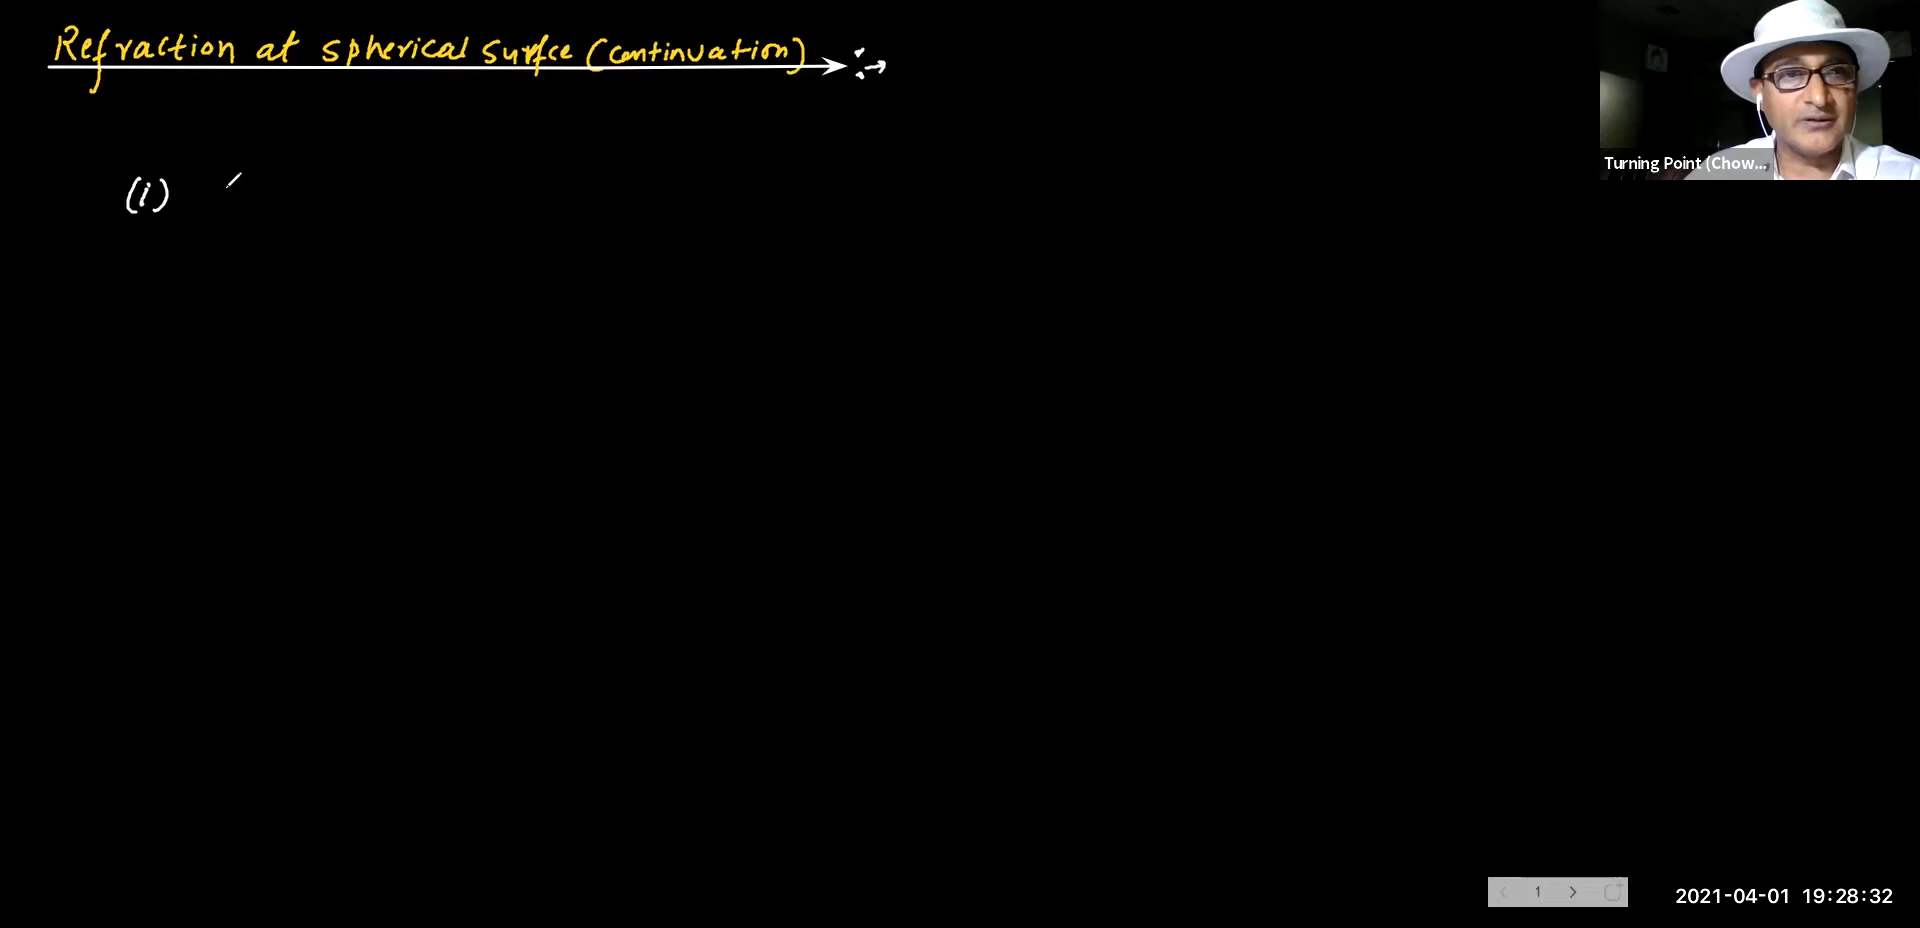 Refraction at spherical surfce (continuation)
(i)
Turning Point (Chow...
1
2021-04-01 19:28:32